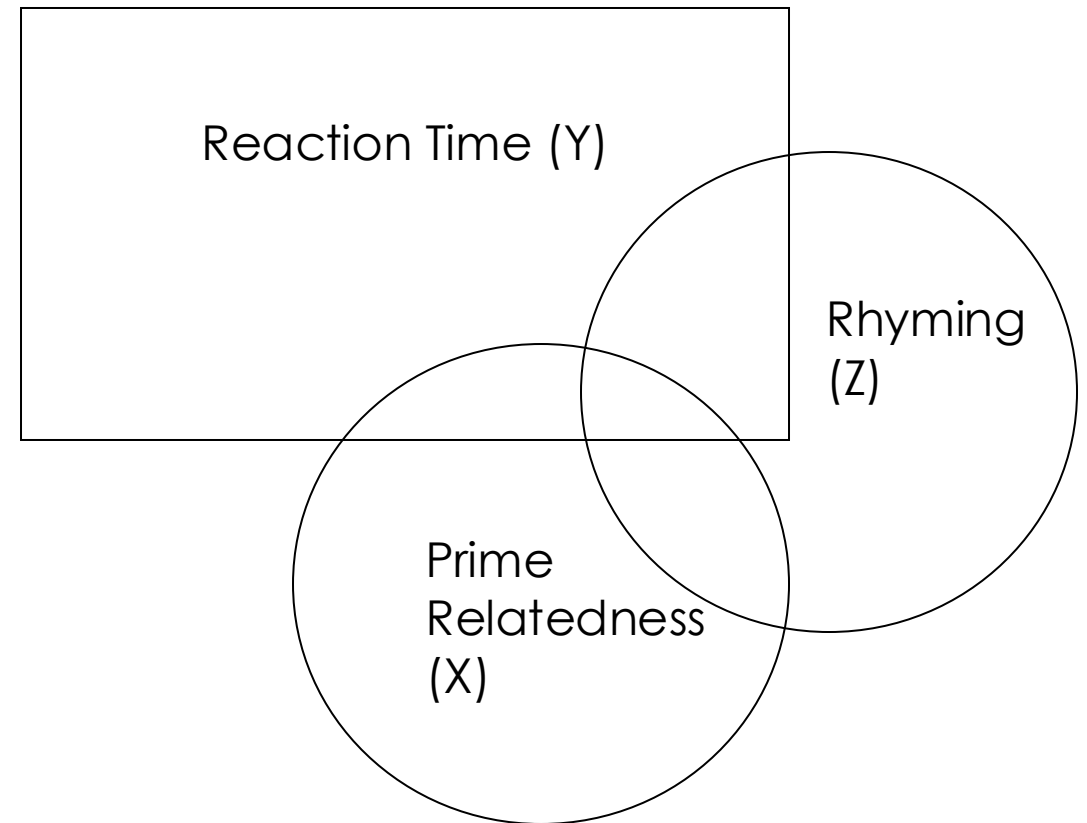 Reaction Time (Y)
Rhyming
(Z)
Prime
Relatedness
(X)